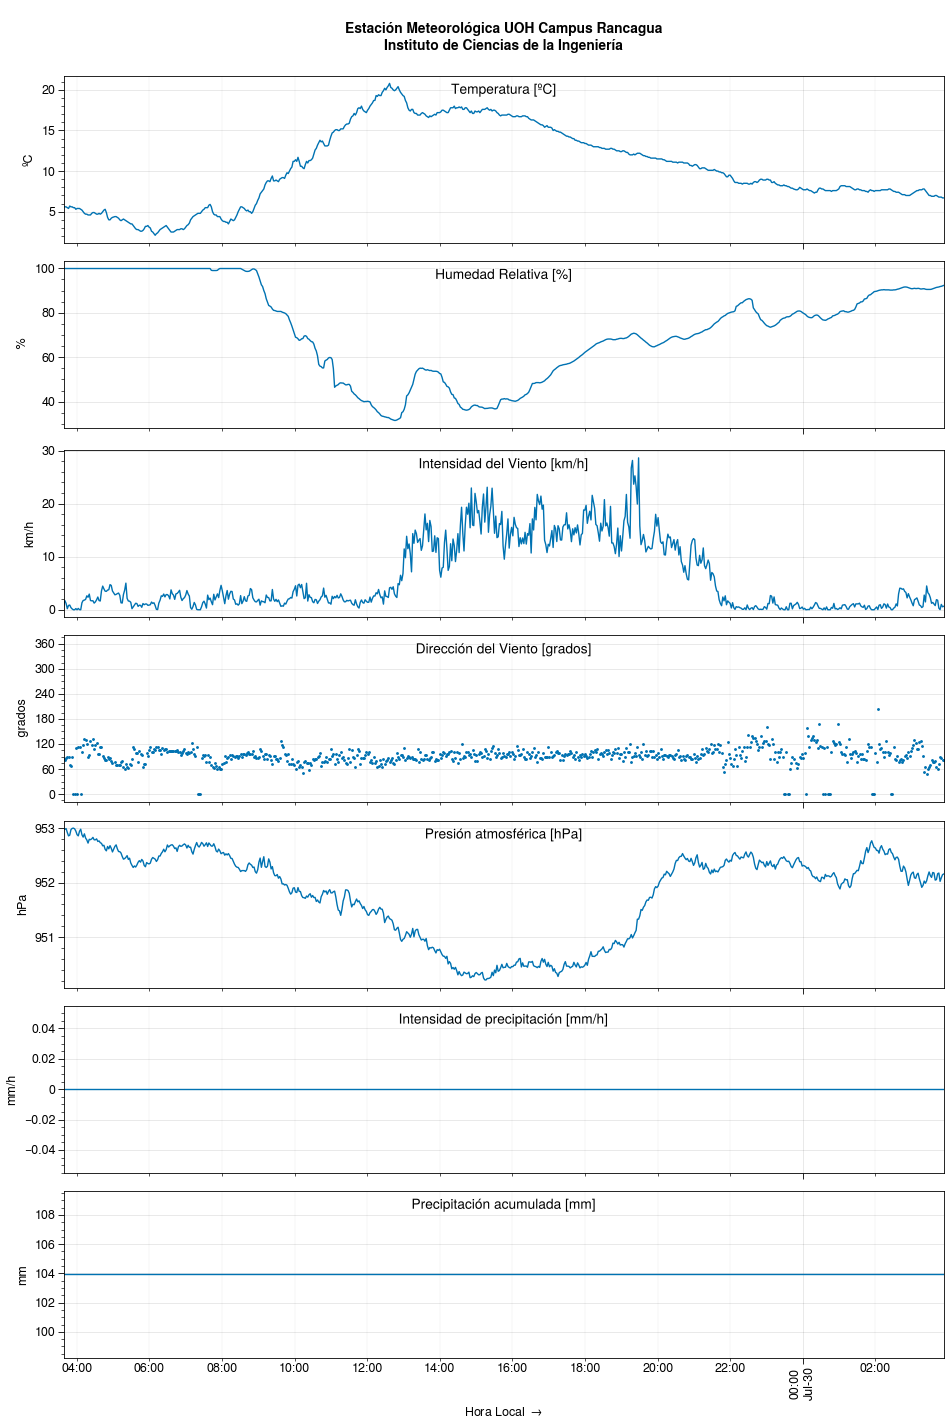 Estación Meteorológica UOH Campus Rancagua
Instituto de Ciencias de la Ingeniería
Temperatura [ºC]
ºC
20
15
10
5
Humedad Relativa [%]
%
100
80
60
40
Intensidad del Viento [km/h]
km/h
30
20
10
0
Dirección del Viento [grados]
grados
360
300
240
180
120
60
0
Presión atmosférica [hPa]
hPa
953
952
951
Intensidad de precipitación [mm/h]
mm/h
0.04
0.02
0
−0.02
−0.04
Precipitación acumulada [mm]
mm
108
106
104
102
100
04:00 06:00 08:00 10:00 12:00 14:00 16:00 18:00 20:00 22:00 00:00 02:00
Jul-30
Hora Local →